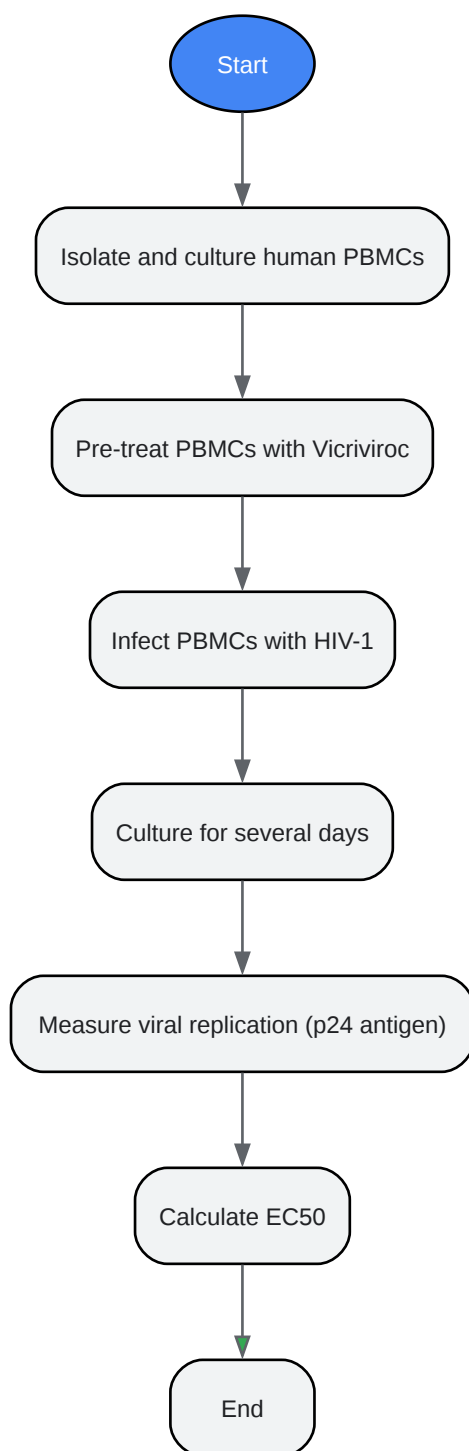 Start
Isolate and culture human PBMCs
Pre-treat PBMCs with Vicriviroc
Infect PBMCs with HIV-1
Culture for several days
Measure viral replication (p24 antigen)
Calculate EC50
End